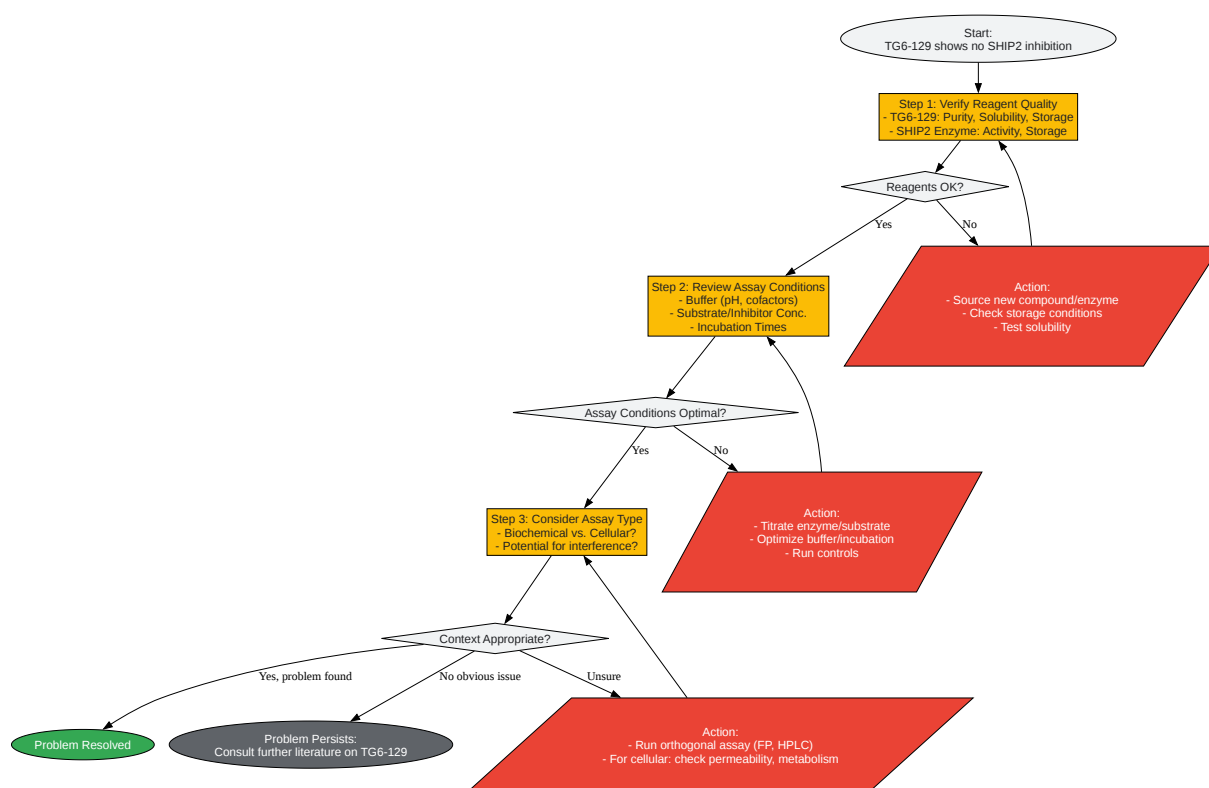 Start:
TG6-129 shows no SHIP2 inhibition
Step 1: Verify Reagent Quality
- TG6-129: Purity, Solubility, Storage
- SHIP2 Enzyme: Activity, Storage
Reagents OK?
Yes
No
Action:
- Source new compound/enzyme
- Check storage conditions
- Test solubility
Step 2: Review Assay Conditions
- Buffer (pH, cofactors)
- Substrate/Inhibitor Conc.
- Incubation Times
Assay Conditions Optimal?
Yes
No
Action:
- Titrate enzyme/substrate
- Optimize buffer/incubation
- Run controls
Step 3: Consider Assay Type
- Biochemical vs. Cellular?
- Potential for interference?
Context Appropriate?
Yes, problem found
No obvious issue
Unsure
Problem Resolved
Problem Persists:
Consult further literature on TG6-129
Action:
- Run orthogonal assay (FP, HPLC)
- For cellular: check permeability, metabolism